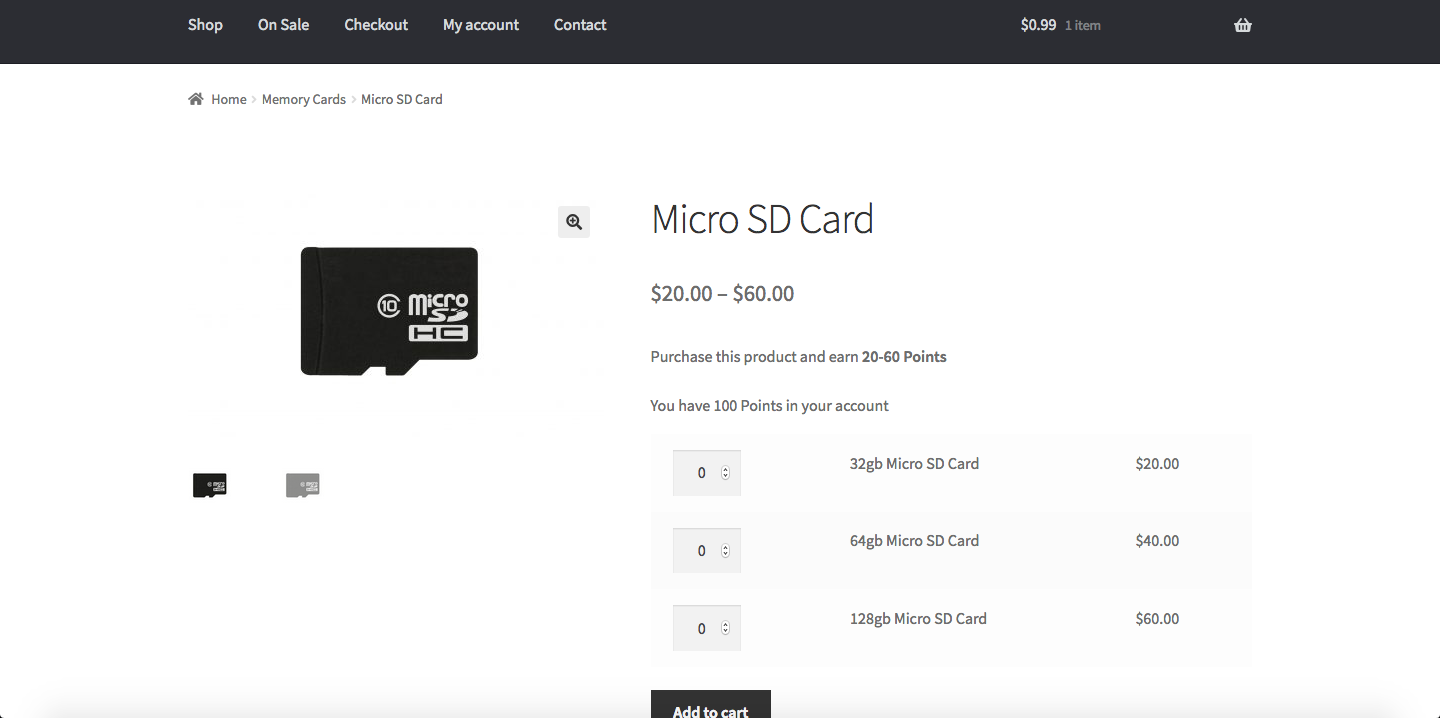 Shop On Sale Checkout My account Contact $0.99 1 item
Home > Memory Cards > Micro SD Card
Micro SD Card
10 micro
SD
HC
$20.00 – $60.00
Purchase this product and earn 20-60 Points
You have 100 Points in your account
0 32gb Micro SD Card $20.00
0 64gb Micro SD Card $40.00
0 128gb Micro SD Card $60.00
Add to cart